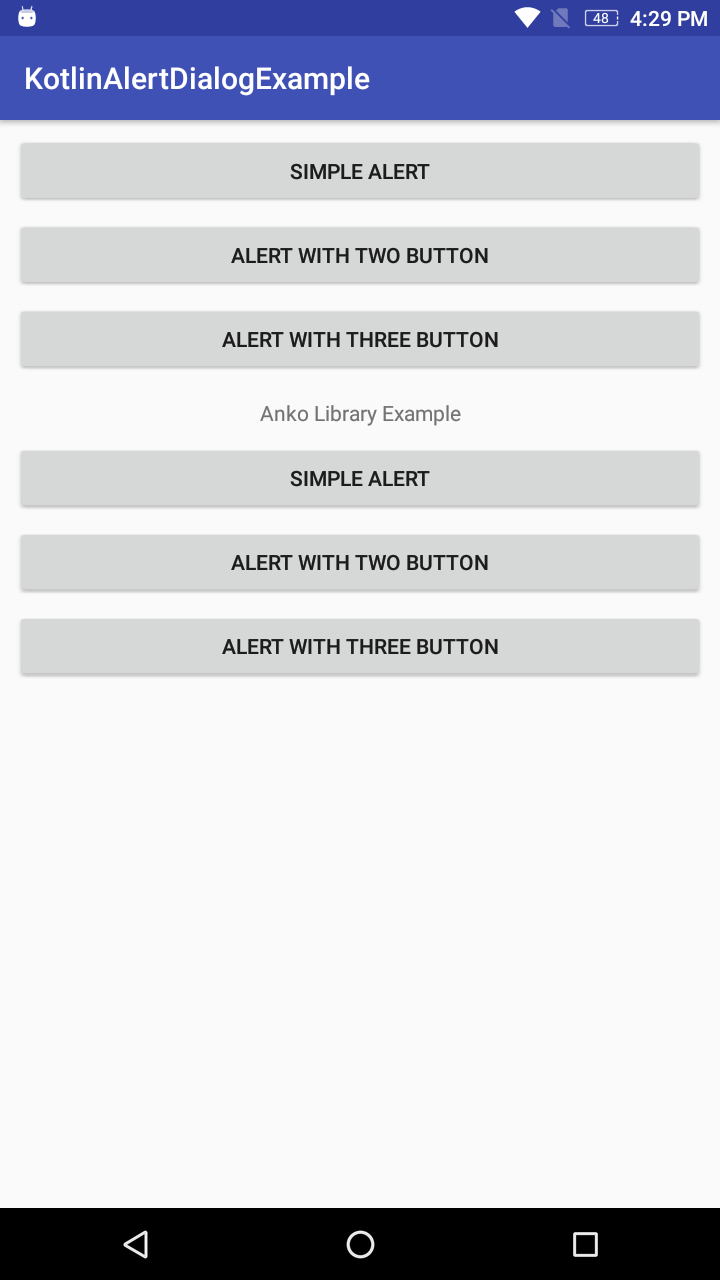 48 4:29 PM
KotlinAlertDialogExample
SIMPLE ALERT
ALERT WITH TWO BUTTON
ALERT WITH THREE BUTTON
Anko Library Example
SIMPLE ALERT
ALERT WITH TWO BUTTON
ALERT WITH THREE BUTTON